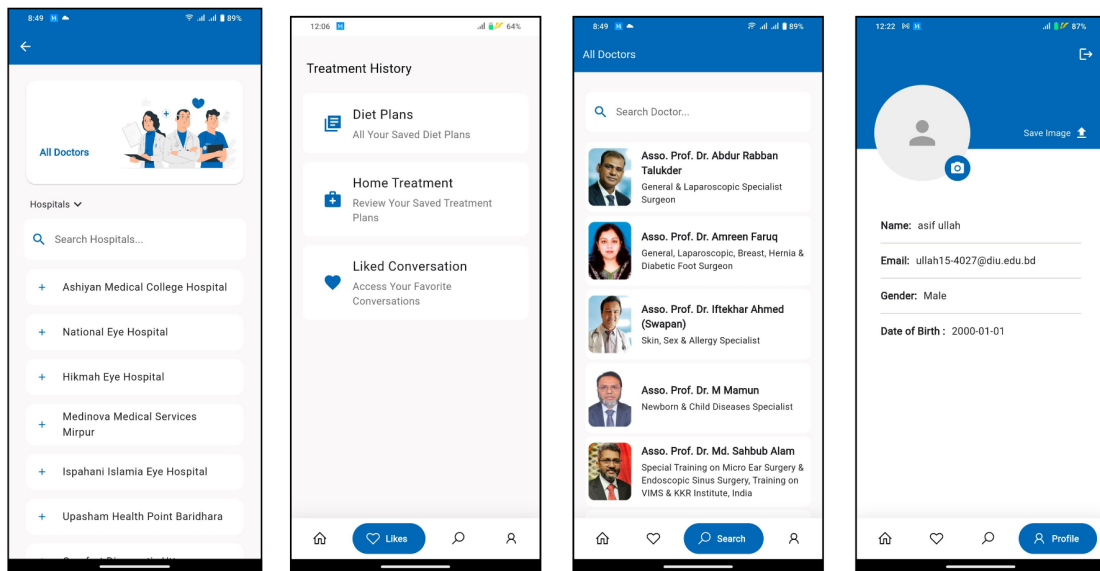 8:49 M 89%
All Doctors
Hospitals
Search Hospitals...
+ Ashiyan Medical College Hospital
+ National Eye Hospital
+ Hikmah Eye Hospital
+ Medinova Medical Services
Mirpur
+ Ispahani Islamia Eye Hospital
+ Upasham Health Point Baridhara
12:06 M 64%
Treatment History
Diet Plans
All Your Saved Diet Plans
Home Treatment
Review Your Saved Treatment
Plans
Liked Conversation
Access Your Favorite
Conversations
Likes
8:49 M 89%
All Doctors
Search Doctor...
Asso. Prof. Dr. Abdur Rabban
Talukder
General & Laparoscopic Specialist
Surgeon
Asso. Prof. Dr. Amreen Faruq
General, Laparoscopic, Breast, Hernia &
Diabetic Foot Surgeon
Asso. Prof. Dr. Iftekhar Ahmed
(Swapan)
Skin, Sex & Allergy Specialist
Asso. Prof. Dr. M Mamun
Newborn & Child Diseases Specialist
Asso. Prof. Dr. Md. Sahbub Alam
Special Training on Micro Ear Surgery &
Endoscopic Sinus Surgery, Training on
VIMS & KKR Institute, India
Search
12:22 M 87%
Save Image
Name: asif ullah
Email: ullah15-4027@diu.edu.bd
Gender: Male
Date of Birth : 2000-01-01
Profile